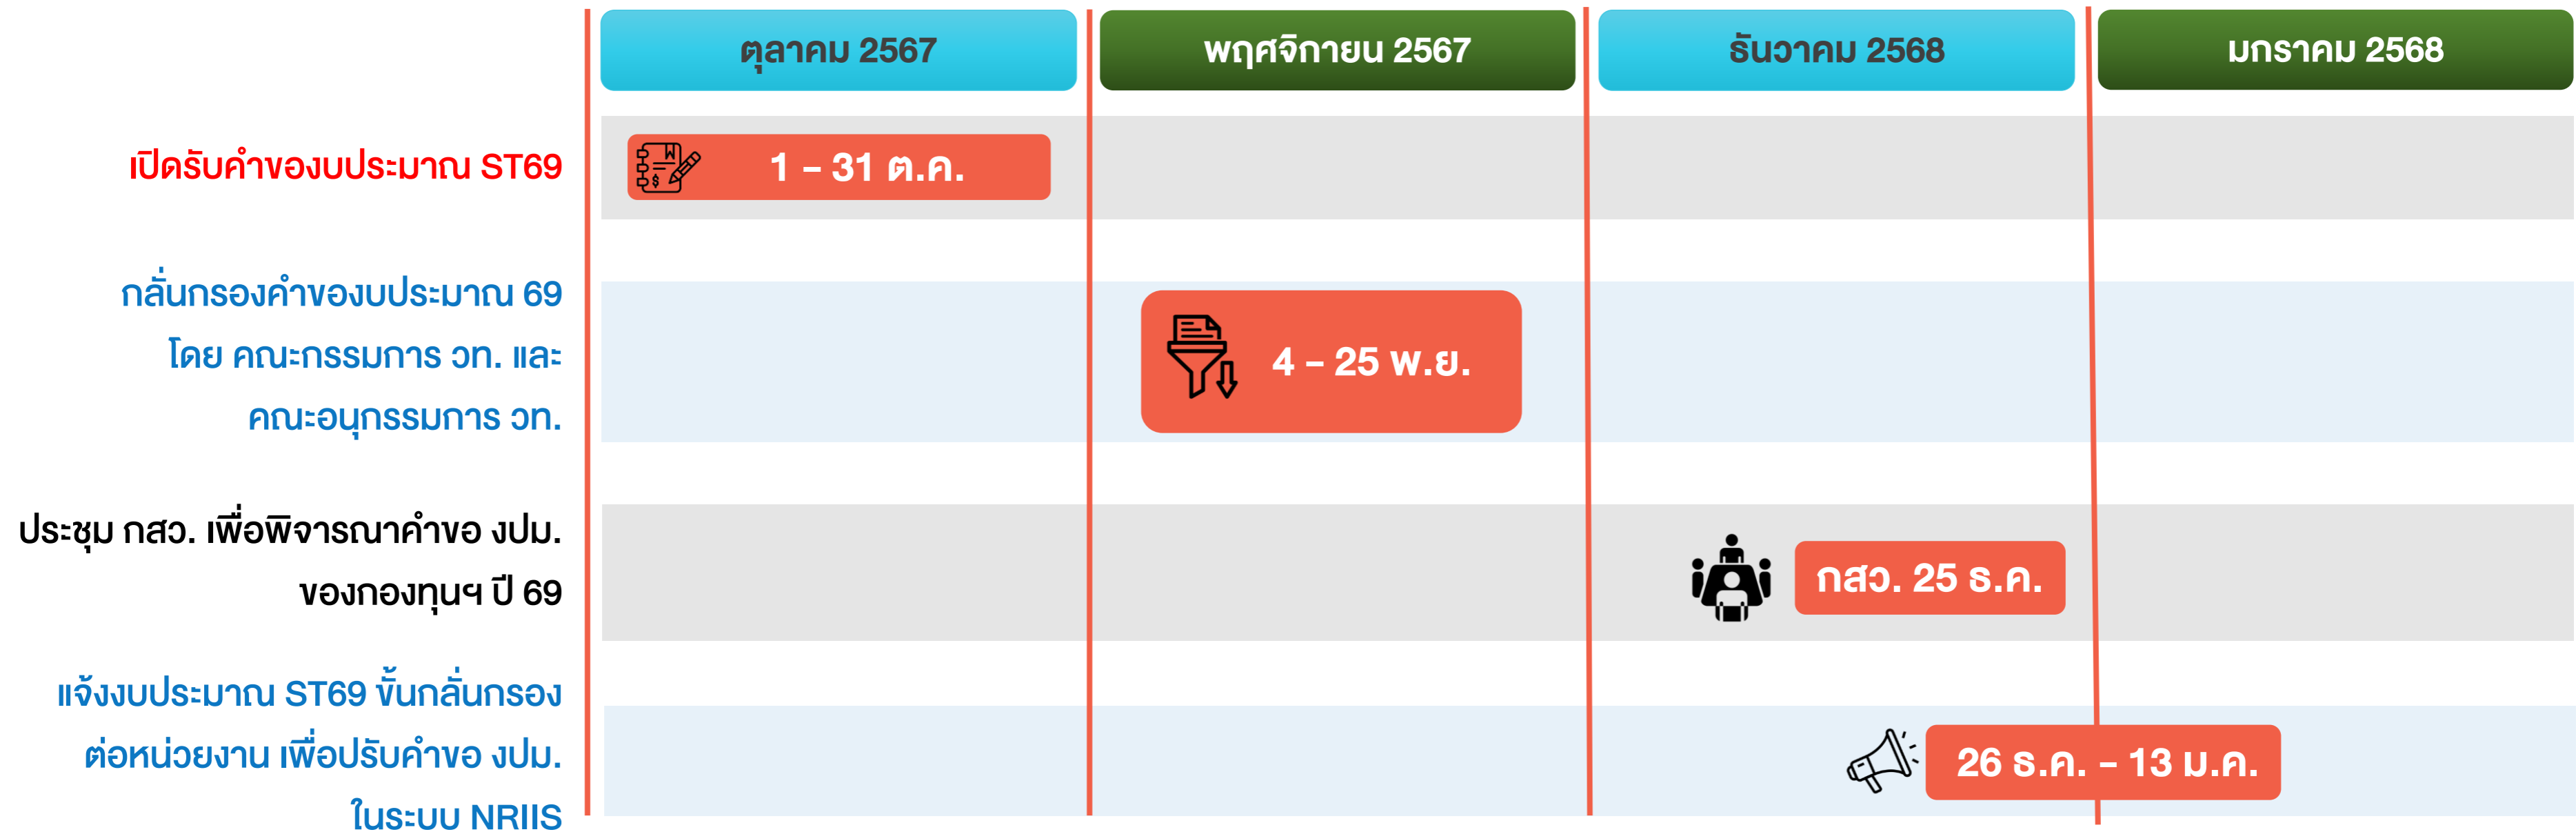 ตุลาคม 2567
พฤศจิกายน 2567
ธันวาคม 2568
มกราคม 2568
เปิดรับคำของบประมาณ ST69
1 – 31 ต.ค.
กลั่นกรองคำของบประมาณ 69
โดย คณะกรรมการ วท. และ
คณะอนุกรรมการ วท.
4 – 25 พ.ย.
ประชุม กสว. เพื่อพิจารณาคำขอ งปม.
ของกองทุนฯ ปี 69
กสว. 25 ธ.ค.
แจ้งงบประมาณ ST69 ขั้นกลั่นกรอง
ต่อหน่วยงาน เพื่อปรับคำขอ งปม.
ในระบบ NRIIS
26 ธ.ค. – 13 ม.ค.